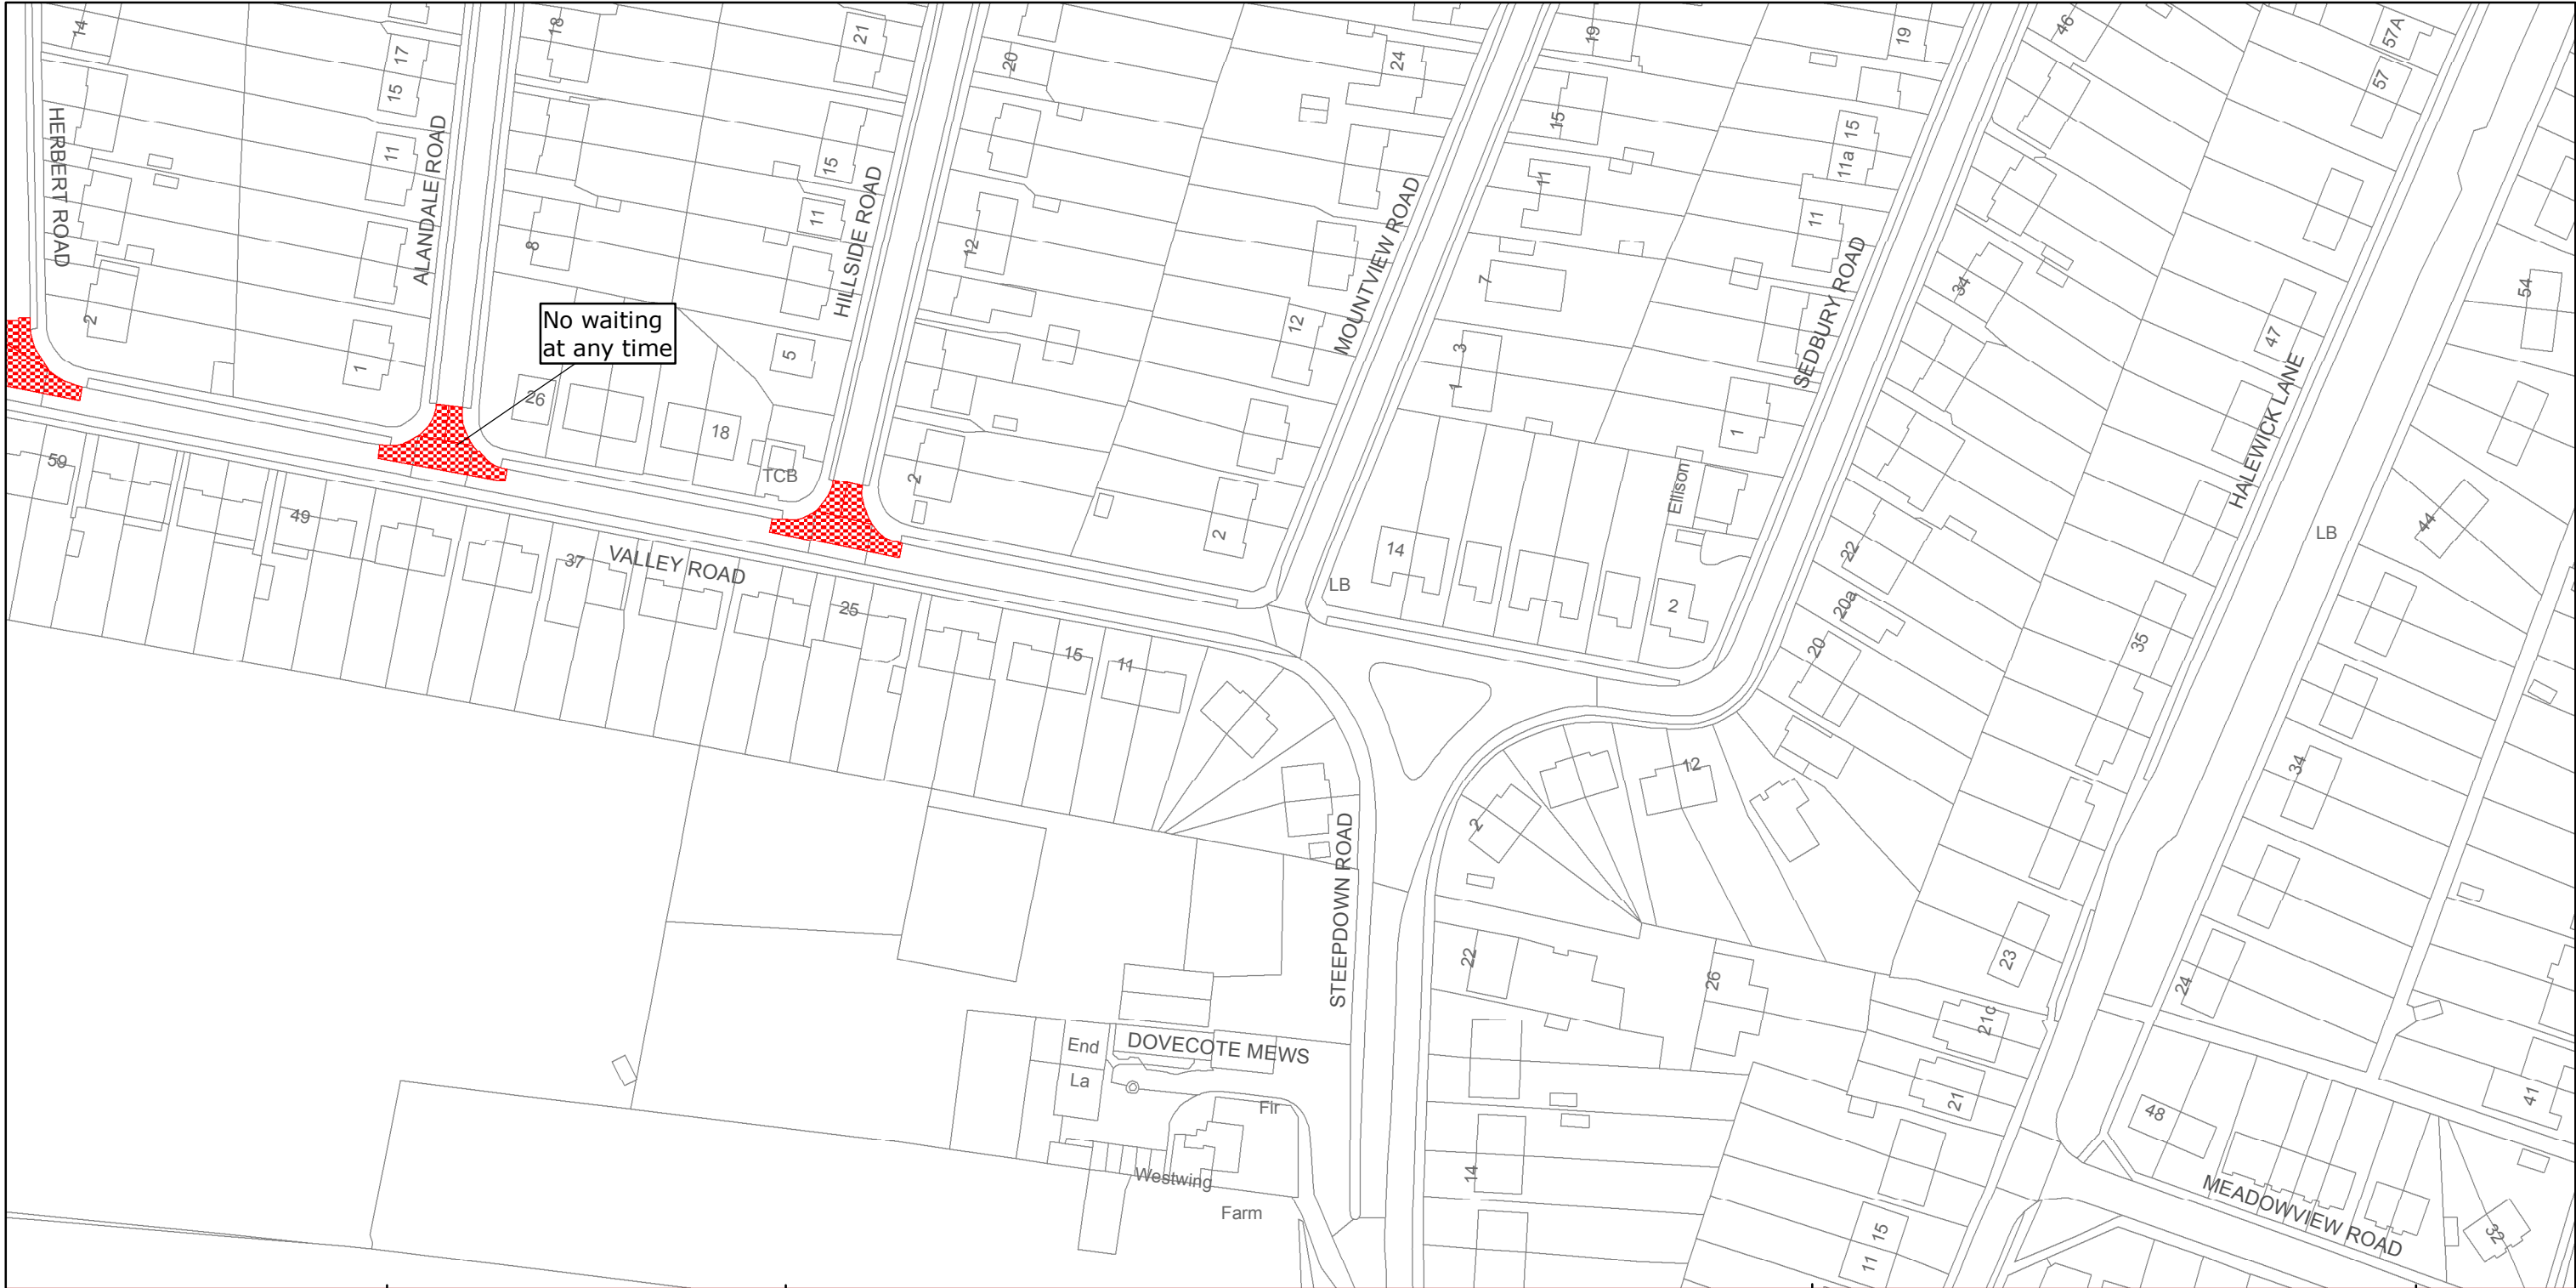 14
17
18
21
20
24
19
19
46
57A
57
15
11
HERBERT ROAD
ALANDALE ROAD
15
11
HILLSIDE ROAD
8
12
MOUNTVIEW ROAD
15
11
7
15
11a
11
SEDBURY ROAD
34
54
47
HALEWICK LANE
2
1
No waiting
at any time
5
12
3
1
1
26
18
TCB
2
2
Ellison
59
49
37
VALLEY ROAD
25
15
11
LB
14
2
22
20a
20
35
LB
44
34
2
12
STEEPDOWN ROAD
22
26
23
24
21c
21
End
La
DOVECOTE MEWS
Fir
Westwing
Farm
14
15
11
48
41
MEADOWVIEW ROAD
32